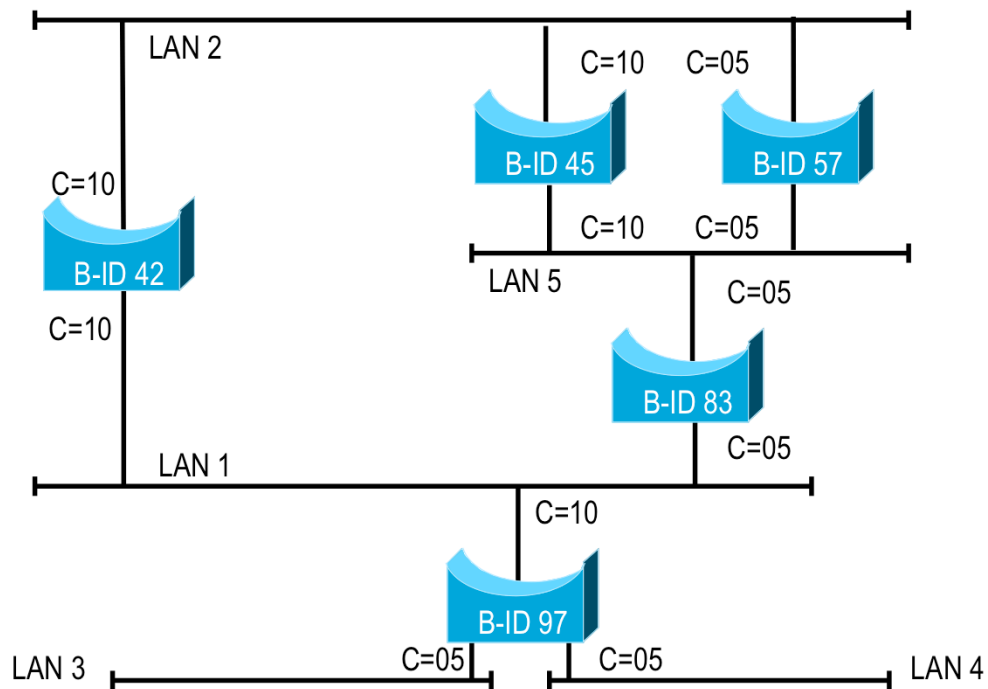 LAN 2
C=10
C=05
B-ID 45
B-ID 57
C=10
B-ID 42
C=10
C=05
LAN 5
C=05
C=10
B-ID 83
C=05
LAN 1
C=10
B-ID 97
LAN 3
C=05
C=05
LAN 4